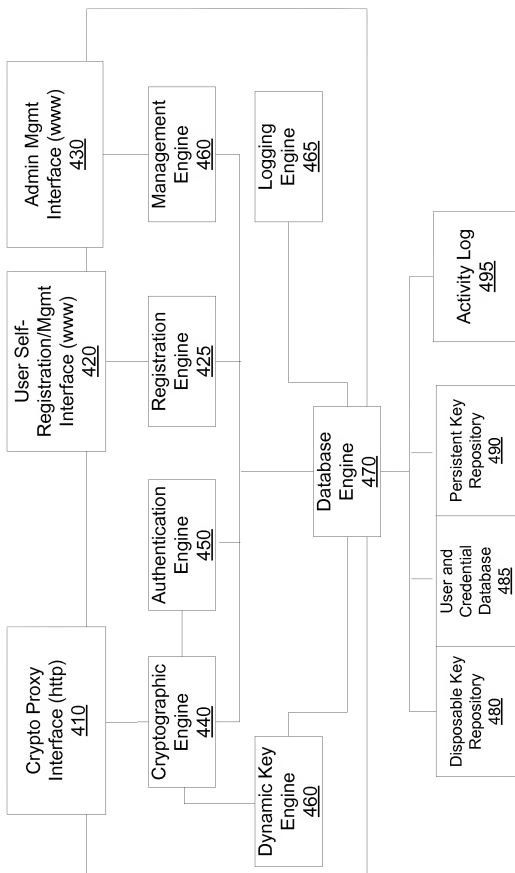 Crypto Proxy
Interface (http)
410
User Self-
Registration/Mgmt
Interface (www)
420
Admin Mgmt
Interface (www)
430
Cryptographic
Engine
440
Authentication
Engine
450
Registration
Engine
425
Management
Engine
460
Dynamic Key
Engine
460
Logging
Engine
465
Database
Engine
470
Disposable Key
Repository
480
User and
Credential
Database
485
Persistent Key
Repository
490
Activity Log
495